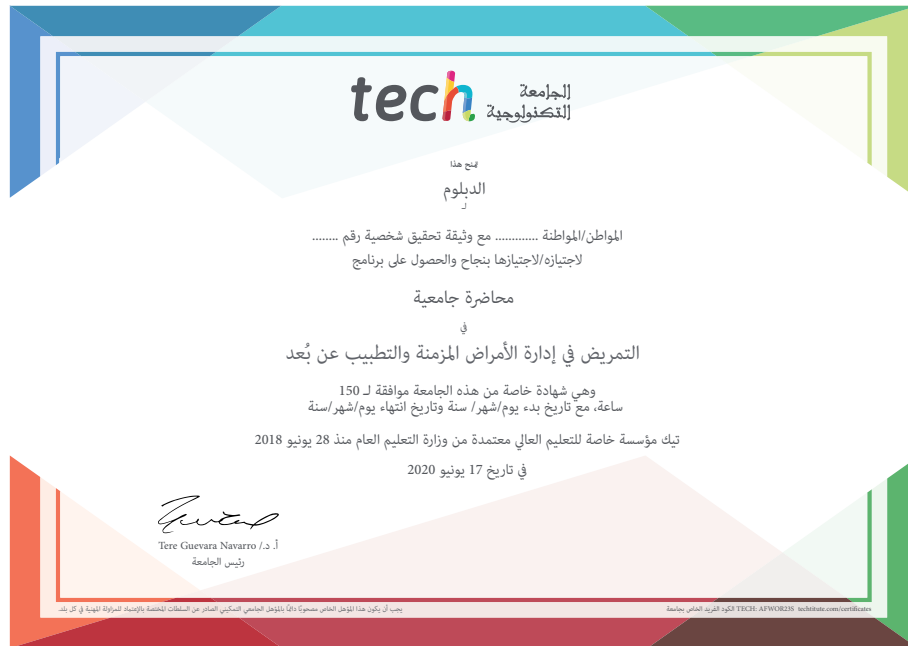 tech الجامعة
التكنولوجية
يمنح هذا
الدبلوم
لـ
المواطن/المواطنة ............. مع وثيقة تحقيق شخصية رقم ........
لاجتيازه/لاجتيازها بنجاح والحصول على برنامج
محاضرة جامعية
في
التمريض في إدارة الأمراض المزمنة والتطبيب عن بُعد
وهي شهادة خاصة من هذه الجامعة موافقة لـ 150
ساعة، مع تاريخ بدء يوم/شهر/ سنة وتاريخ انتهاء يوم/شهر/سنة
تيك مؤسسة خاصة للتعليم العالي معتمدة من وزارة التعليم العام منذ 28 يونيو 2018
في تاريخ 17 يونيو 2020
أ. د./ Tere Guevara Navarro
رئيس الجامعة
يجب أن يكون هذا المؤهل الخاص مصحوبًا دائمًا بالمؤهل الجامعي التمكيني الصادر عن السلطات المختصة بالإعتماد للمزاولة المهنية في كل بلد.
الكود الفريد الخاص بجامعة TECH: AFWOR23S techtitute.com/certificates